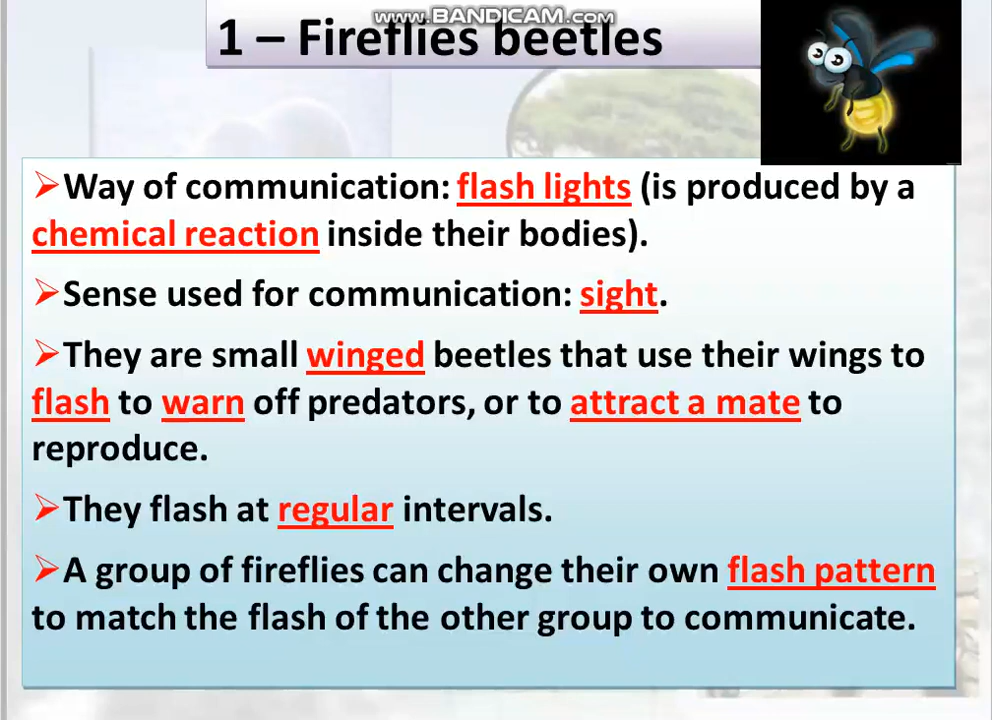 www.BANDICAM.com
1 – Fireflies beetles
➢Way of communication: flash lights (is produced by a
chemical reaction inside their bodies).
➢Sense used for communication: sight.
➢They are small winged beetles that use their wings to
flash to warn off predators, or to attract a mate to
reproduce.
➢They flash at regular intervals.
➢A group of fireflies can change their own flash pattern
to match the flash of the other group to communicate.